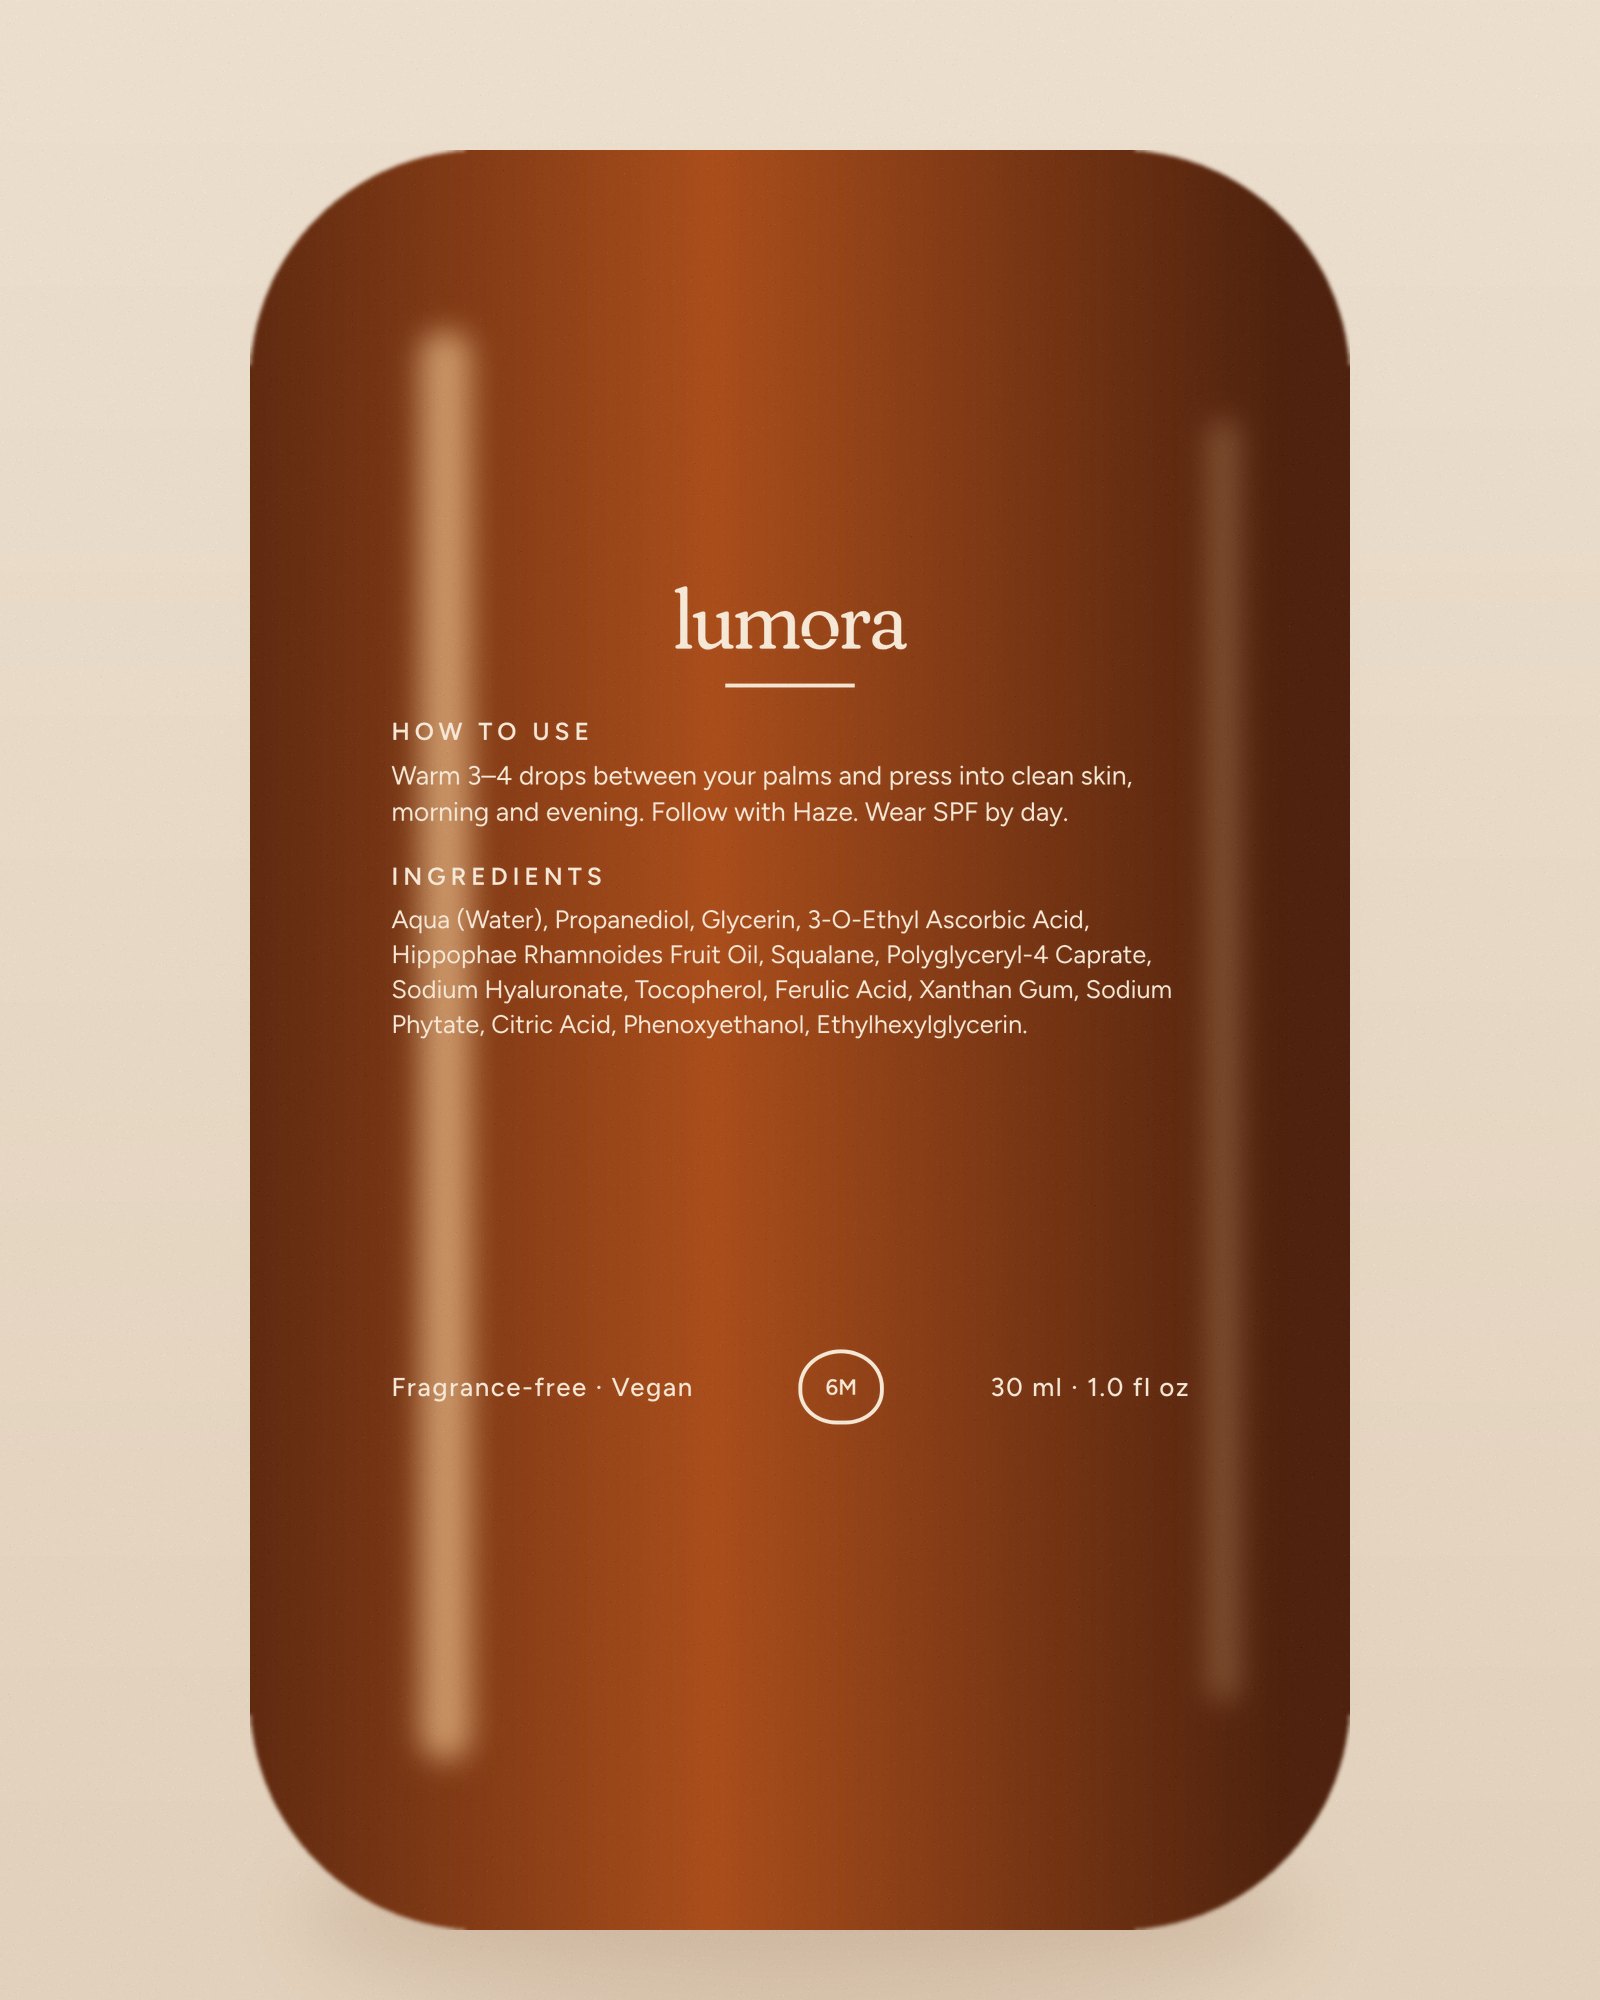 lumora
HOW TO USE
Warm 3–4 drops between your palms and press into clean skin,
morning and evening. Follow with Haze. Wear SPF by day.
INGREDIENTS
Aqua (Water), Propanediol, Glycerin, 3-O-Ethyl Ascorbic Acid,
Hippophae Rhamnoides Fruit Oil, Squalane, Polyglyceryl-4 Caprate,
Sodium Hyaluronate, Tocopherol, Ferulic Acid, Xanthan Gum, Sodium
Phytate, Citric Acid, Phenoxyethanol, Ethylhexylglycerin.
Fragrance-free · Vegan 6M 30 ml · 1.0 fl oz